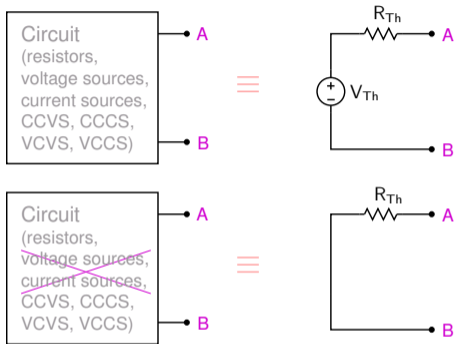 Circuit
(resistors,
voltage sources,
current sources,
CCVS, CCCS,
VCVS, VCCS)
A
B
≡
R_Th
V_Th
+
−
A
B
Circuit
(resistors,
voltage sources,
current sources,
CCVS, CCCS,
VCVS, VCCS)
A
B
≡
R_Th
A
B